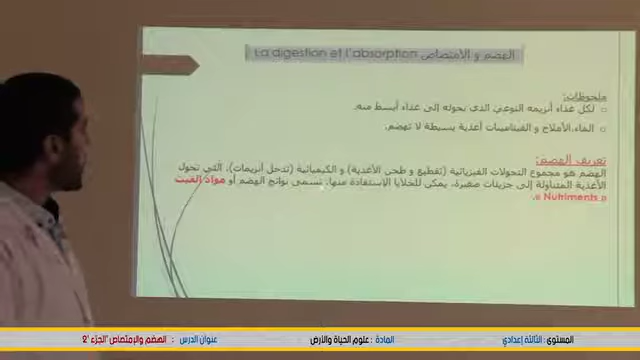 الهضم و الامتصاص La digestion et l'absorption
ملحوظات:
لكل غذاء أنزيمه النوعي الذي يحوله إلى غذاء أبسط منه.
الماء،الأملاح و الفيتامينات أغذية بسيطة لا تهضم.
تعريف الهضم:
الهضم هو مجموع التحولات الفيزيائية (تقطيع و طحن الأغذية) و الكيميائية (تدخل أنزيمات)، التي تحول
الأغذية المتناولة إلى جزيئات صغيرة، يمكن للخلايا الاستفادة منها، تسمى نواتج الهضم أو مواد القيت
« Nutriments ».
المستوى : الثالثة إعدادي المادة : علوم الحياة والأرض عنوان الدرس : الهضم والإمتصاص "الجزء 2"